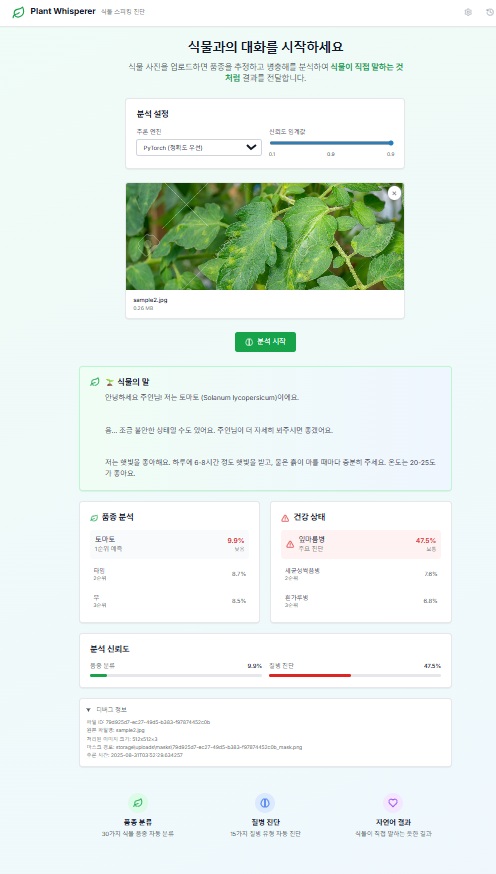 Plant Whisperer 식물 스피킹 진단
식물과의 대화를 시작하세요
식물 사진을 업로드하면 품종을 추정하고 병충해를 분석하여 식물이 직접 말하는 것
처럼 결과를 전달합니다.
분석 설정
추론 엔진
신뢰도 임계값
PyTorch (정확도 우선)
0.1
0.9
0.9
sample2.jpg
0.26 MB
분석 시작
식물의 말
안녕하세요 주인님! 저는 토마토 (Solanum lycopersicum)이에요.
음... 조금 불안한 상태일 수도 있어요. 주인님이 더 자세히 봐주시면 좋겠어요.
저는 햇빛을 좋아해요. 하루에 6-8시간 정도 햇빛을 받고, 물은 흙이 마를 때마다 충분히 주세요. 온도는 20-25도
가 좋아요.
품종 분석
토마토
9.9%
1순위 예측
낮음
8.7%
2순위
무
8.5%
3순위
건강 상태
잎마름병
47.5%
주요 진단
보통
세균성벽름병
7.6%
2순위
흰가루병
6.8%
3순위
분석 신뢰도
품종 분류
9.9%
질병 진단
47.5%
디버그 정보
파일 ID: 79d925d7-ec27-49d5-b383-f97874452c0b
원본 파일명: sample2.jpg
처리된 이미지 크기: 512x512x3
마스크 경로: storage\uploads\masks\79d925d7-ec27-49d5-b383-f97874452c0b_mask.png
추론 시간: 2025-08-31T03:52:28.834257
품종 분류
30가지 식물 품종 자동 분류
질병 진단
15가지 질병 유형 자동 진단
자연어 결과
식물이 직접 말하는 듯한 결과